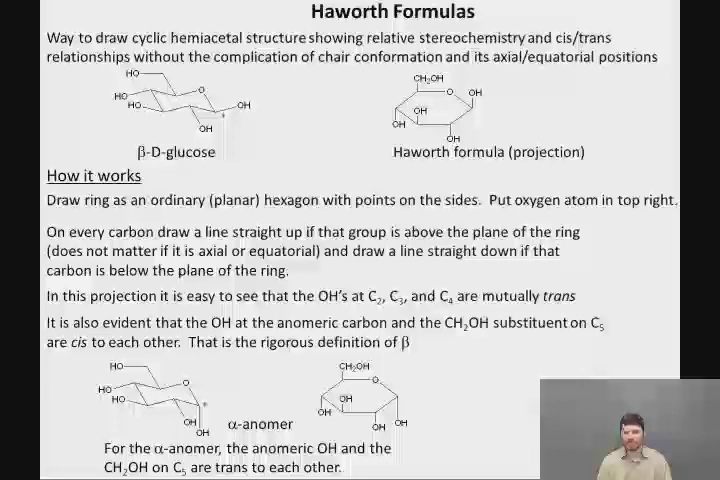 Haworth Formulas
Way to draw cyclic hemiacetal structure showing relative stereochemistry and cis/trans
relationships without the complication of chair conformation and its axial/equatorial positions
HO
HO
HO
O
OH
OH
*
β-D-glucose
CH₂OH
O
OH
OH
OH
OH
Haworth formula (projection)
How it works
Draw ring as an ordinary (planar) hexagon with points on the sides. Put oxygen atom in top right.
On every carbon draw a line straight up if that group is above the plane of the ring
(does not matter if it is axial or equatorial) and draw a line straight down if that
carbon is below the plane of the ring.
In this projection it is easy to see that the OH's at C₂, C₃, and C₄ are mutually trans
It is also evident that the OH at the anomeric carbon and the CH₂OH substituent on C₅
are cis to each other. That is the rigorous definition of β
HO
HO
HO
O
*
OH
OH
α-anomer
CH₂OH
O
OH
OH
OH
OH
For the α-anomer, the anomeric OH and the
CH₂OH on C₅ are trans to each other.